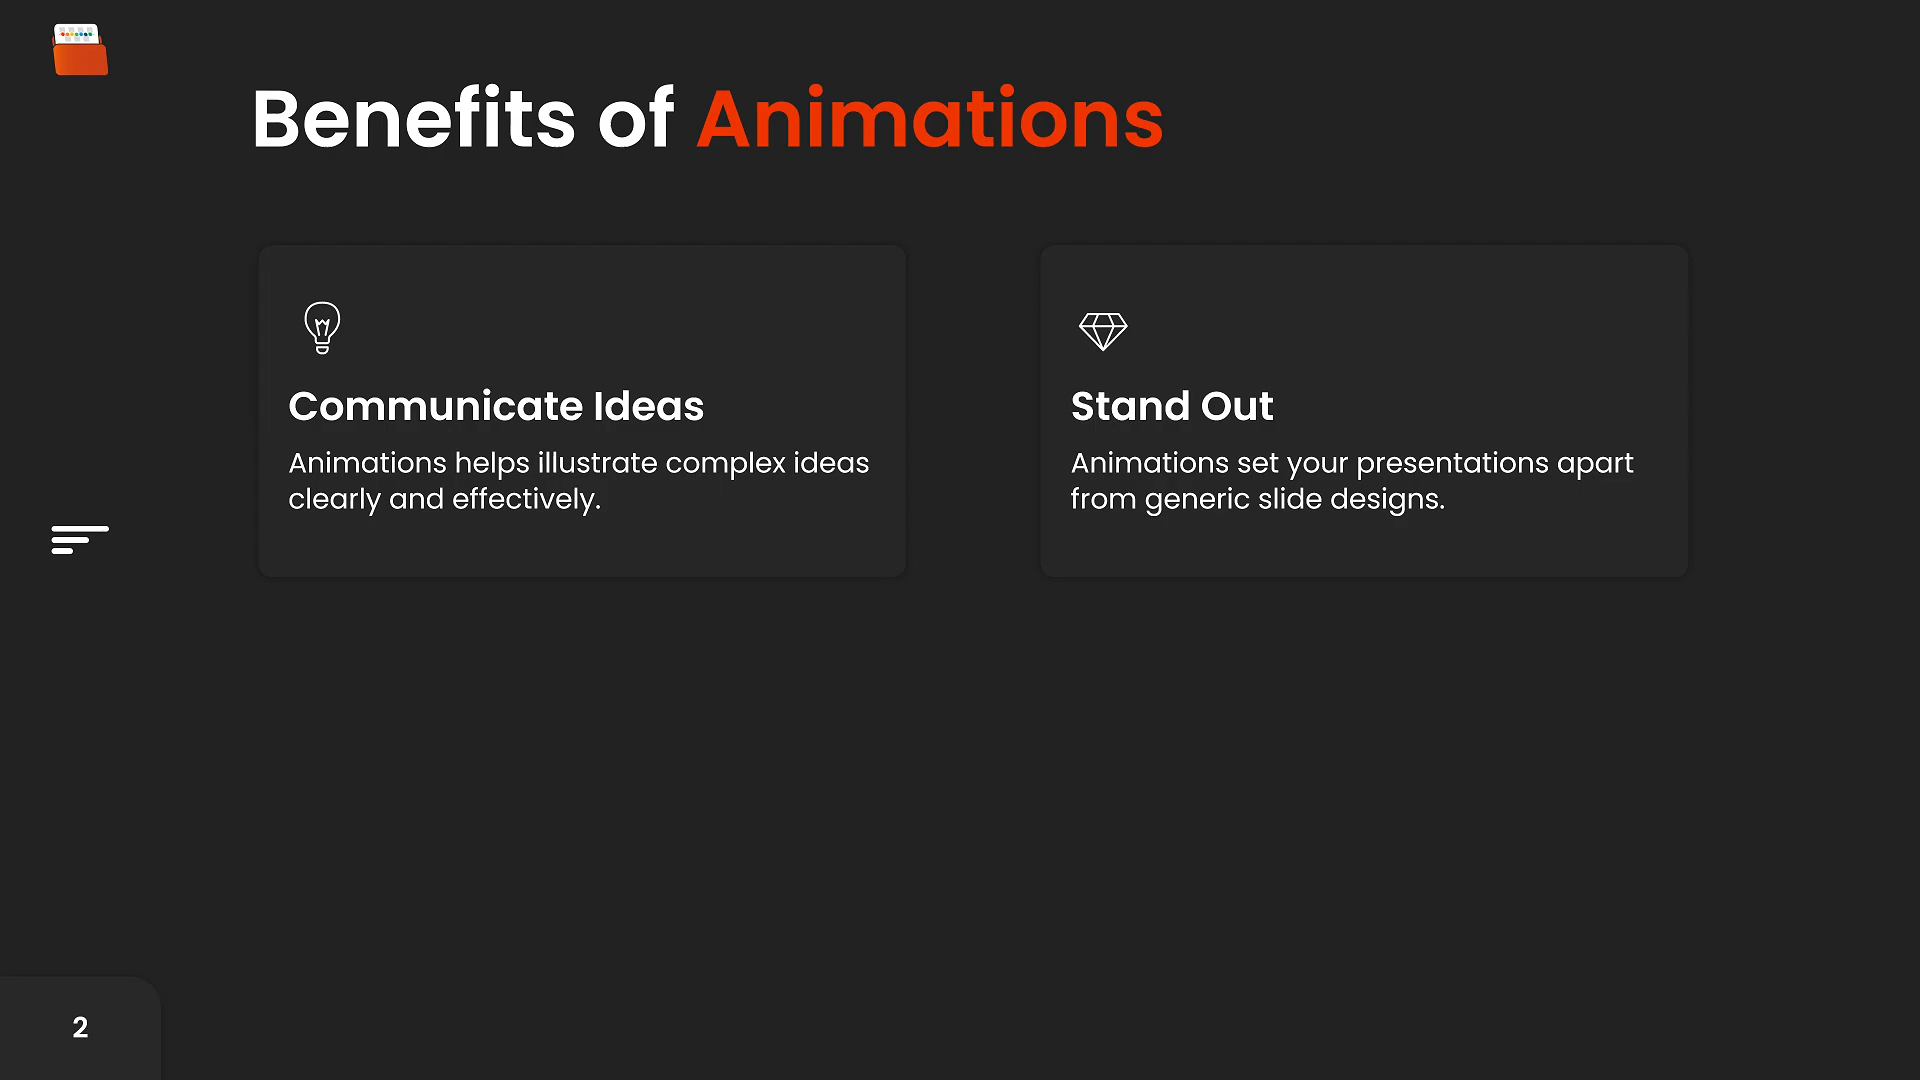 Benefits of Animations
Communicate Ideas
Animations helps illustrate complex ideas
clearly and effectively.
Stand Out
Animations set your presentations apart
from generic slide designs.
2